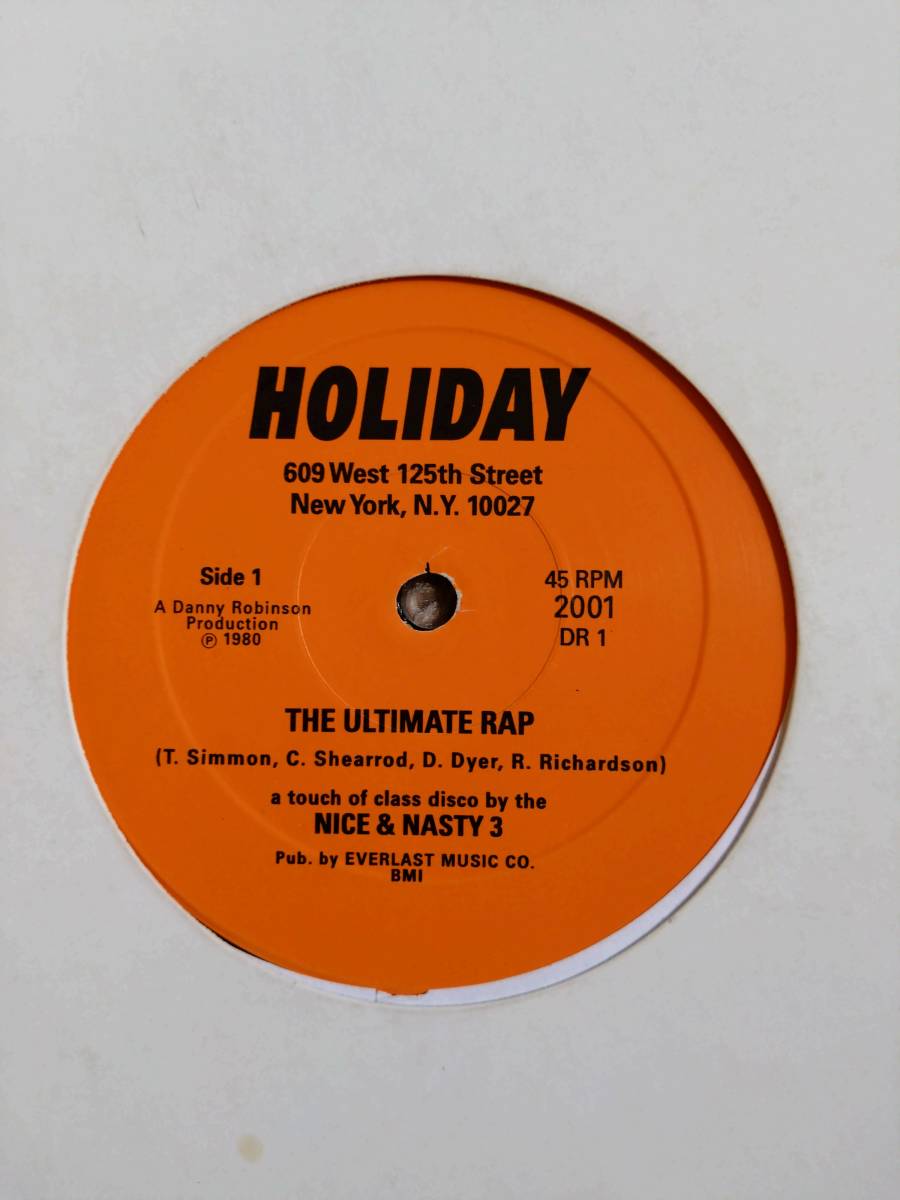 HOLIDAY
609 West 125th Street
New York, N.Y. 10027
Side 1
A Danny Robinson
Production
℗ 1980
45 RPM
2001
DR 1
THE ULTIMATE RAP
(T. Simmon, C. Shearrod, D. Dyer, R. Richardson)
a touch of class disco by the
NICE & NASTY 3
Pub. by EVERLAST MUSIC CO.
BMI